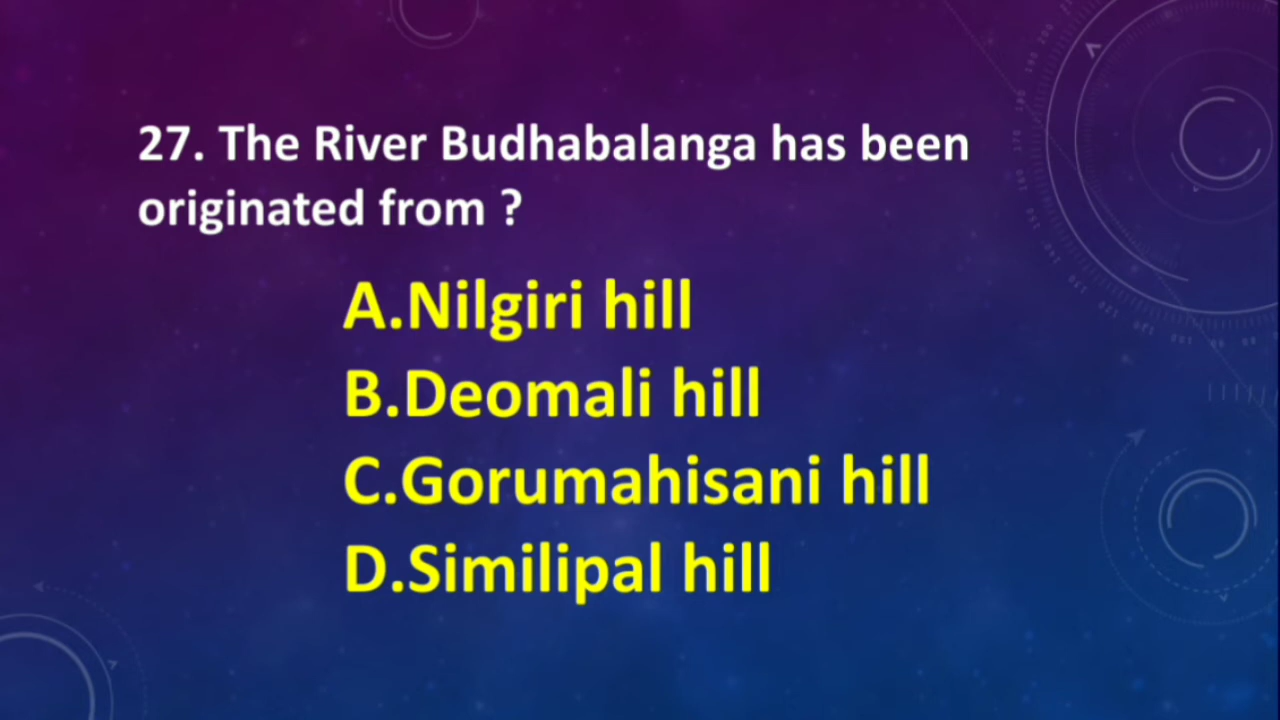 27. The River Budhabalanga has been
originated from ?
A.Nilgiri hill
B.Deomali hill
C.Gorumahisani hill
D.Similipal hill